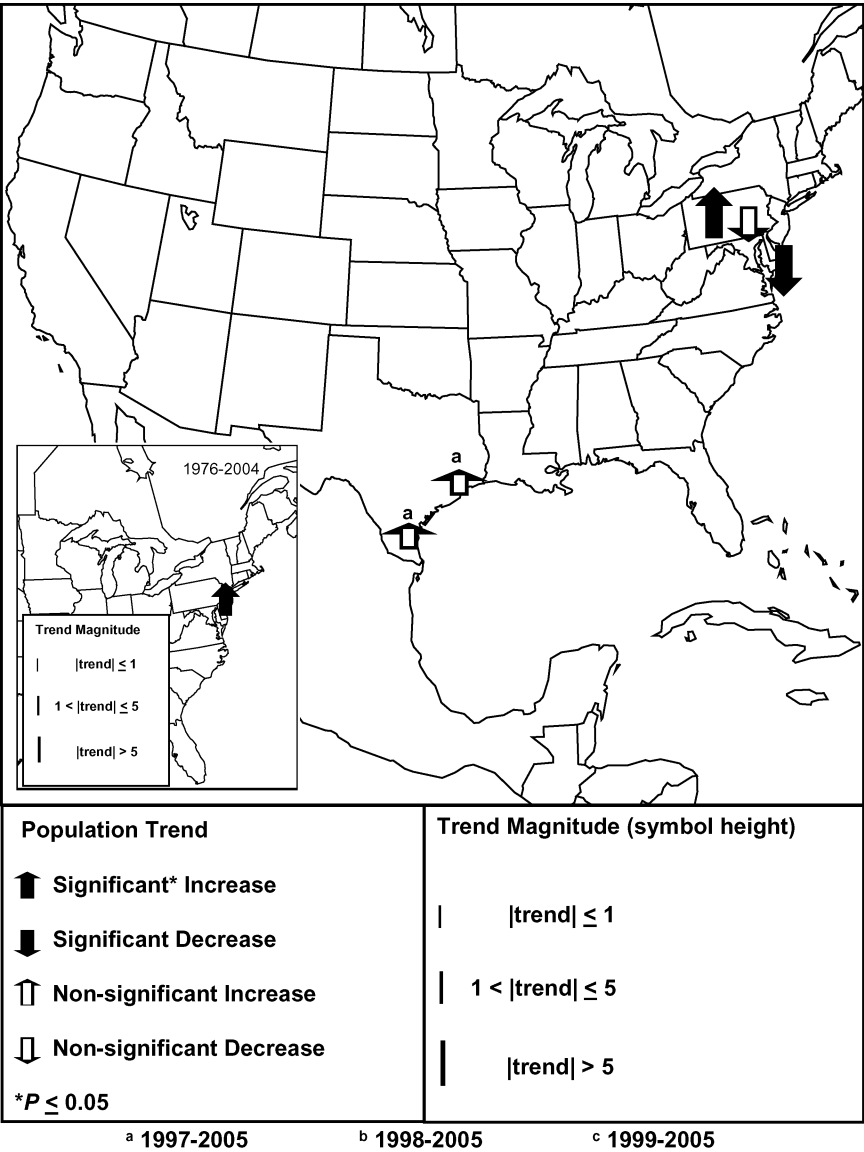 a
a
1976-2004
Trend Magnitude
|trend| ≤ 1
1 < |trend| ≤ 5
|trend| > 5
Population Trend
Significant* Increase
Significant Decrease
Non-significant Increase
Non-significant Decrease
*P ≤ 0.05
Trend Magnitude (symbol height)
|trend| ≤ 1
1 < |trend| ≤ 5
|trend| > 5
a 1997-2005 b 1998-2005 c 1999-2005